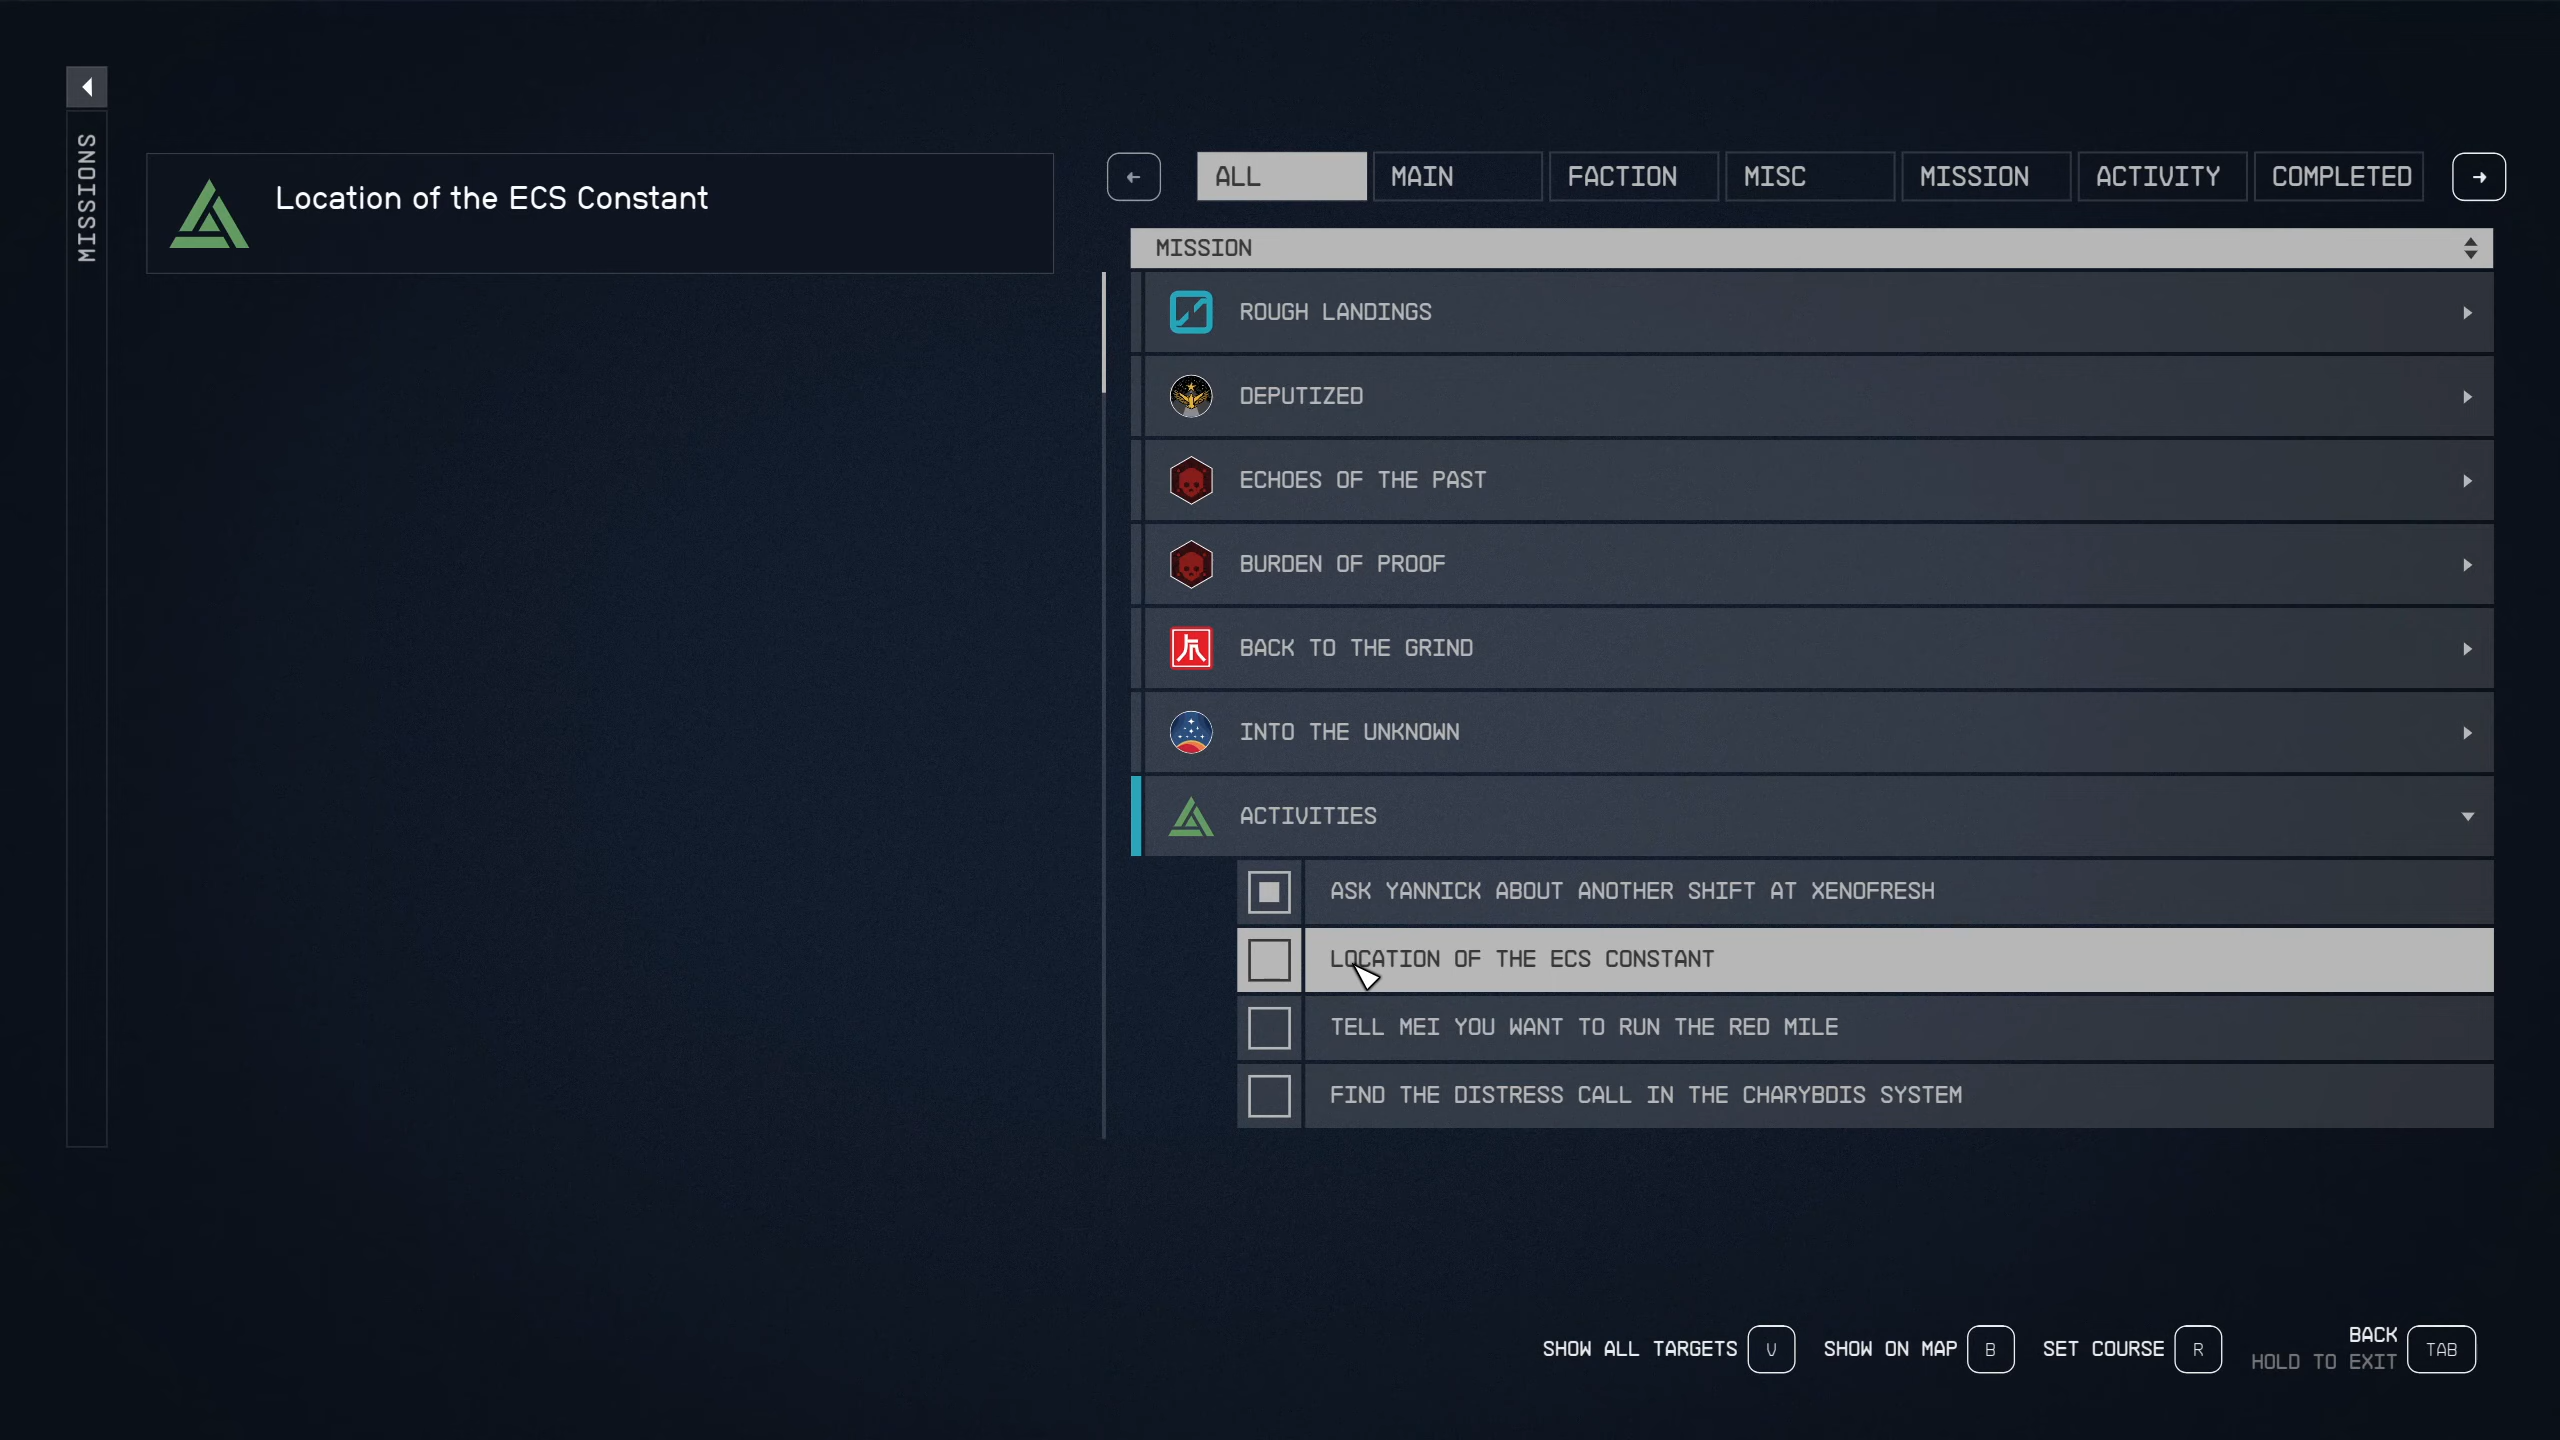 MISSIONS
Location of the ECS Constant
ALL
MAIN
FACTION
MISC
MISSION
ACTIVITY
COMPLETED
MISSION
ROUGH LANDINGS
DEPUTIZED
ECHOES OF THE PAST
BURDEN OF PROOF
BACK TO THE GRIND
INTO THE UNKNOWN
ACTIVITIES
ASK YANNICK ABOUT ANOTHER SHIFT AT XENOFRESH
LOCATION OF THE ECS CONSTANT
TELL MEI YOU WANT TO RUN THE RED MILE
FIND THE DISTRESS CALL IN THE CHARYBDIS SYSTEM
SHOW ALL TARGETS V
SHOW ON MAP B
SET COURSE R
BACK
HOLD TO EXIT
TAB